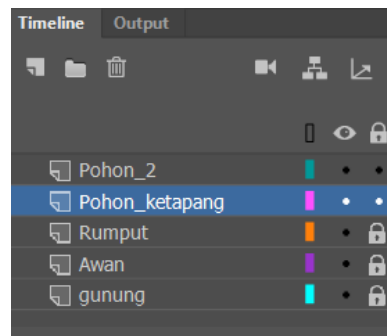 Timeline Output
Pohon_2
Pohon_ketapang
Rumput
Awan
gunung